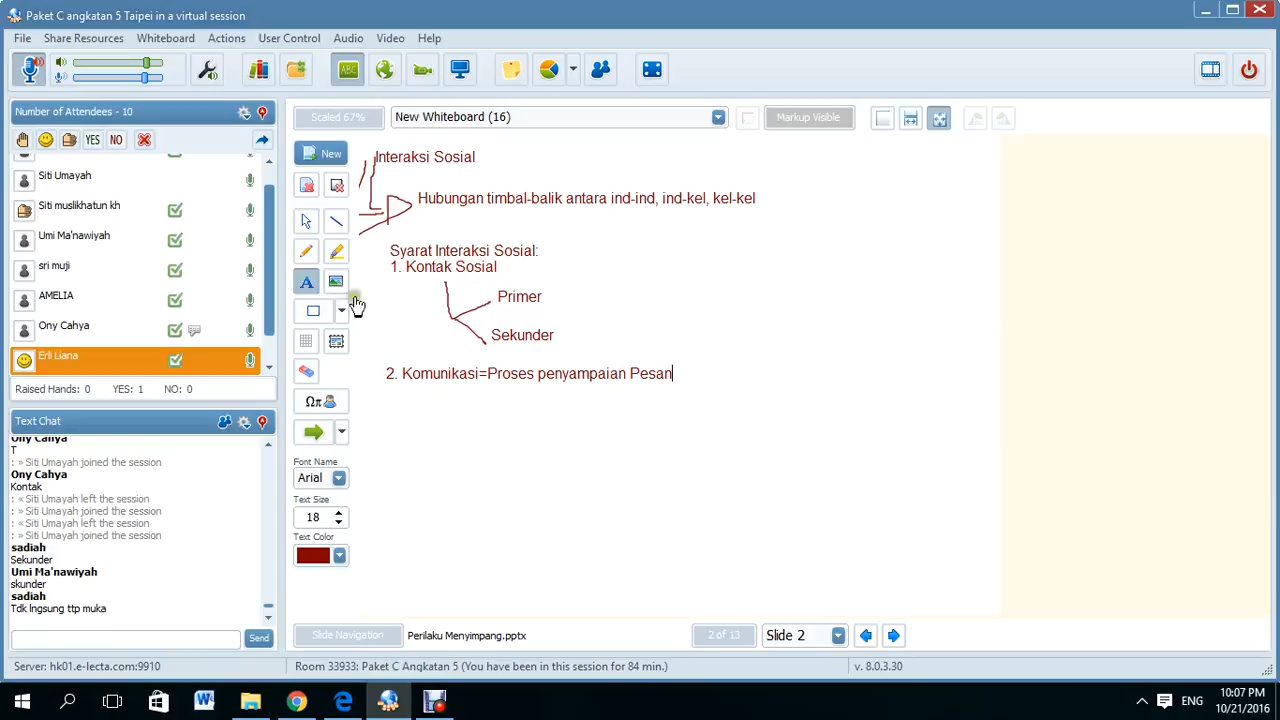 Paket C angkatan 5 Taipei in a virtual session
File Share Resources Whiteboard Actions User Control Audio Video Help
ABC
Number of Attendees - 10
YES NO
Siti Umayah
Siti muslikhatun kh
Umi Ma'nawiyah
sri muji
AMELIA
Ony Cahya
Erli Liana
Raised Hands: 0 YES: 1 NO: 0
Text Chat
Ony Cahya
T
: » Siti Umayah joined the session
Ony Cahya
Kontak
: « Siti Umayah left the session
: » Siti Umayah joined the session
: « Siti Umayah left the session
: » Siti Umayah joined the session
sadiah
Sekunder
Umi Ma'nawiyah
skunder
sadiah
Tdk lngsung ttp muka
Send
Scaled 67%
New Whiteboard (16)
Markup Visible
New
A
Ωπ
Font Name
Arial
Text Size
18
Text Color
Interaksi Sosial
Hubungan timbal-balik antara ind-ind, ind-kel, kel-kel
Syarat Interaksi Sosial:
1. Kontak Sosial
Primer
Sekunder
2. Komunikasi=Proses penyampaian Pesan
Slide Navigation
Perilaku Menyimpang.pptx
2 of 13
Slide 2
Server: hk01.e-lecta.com:9910
Room 33933: Paket C Angkatan 5 (You have been in this session for 84 min.)
v. 8.0.3.30
ENG
10:07 PM
10/21/2016